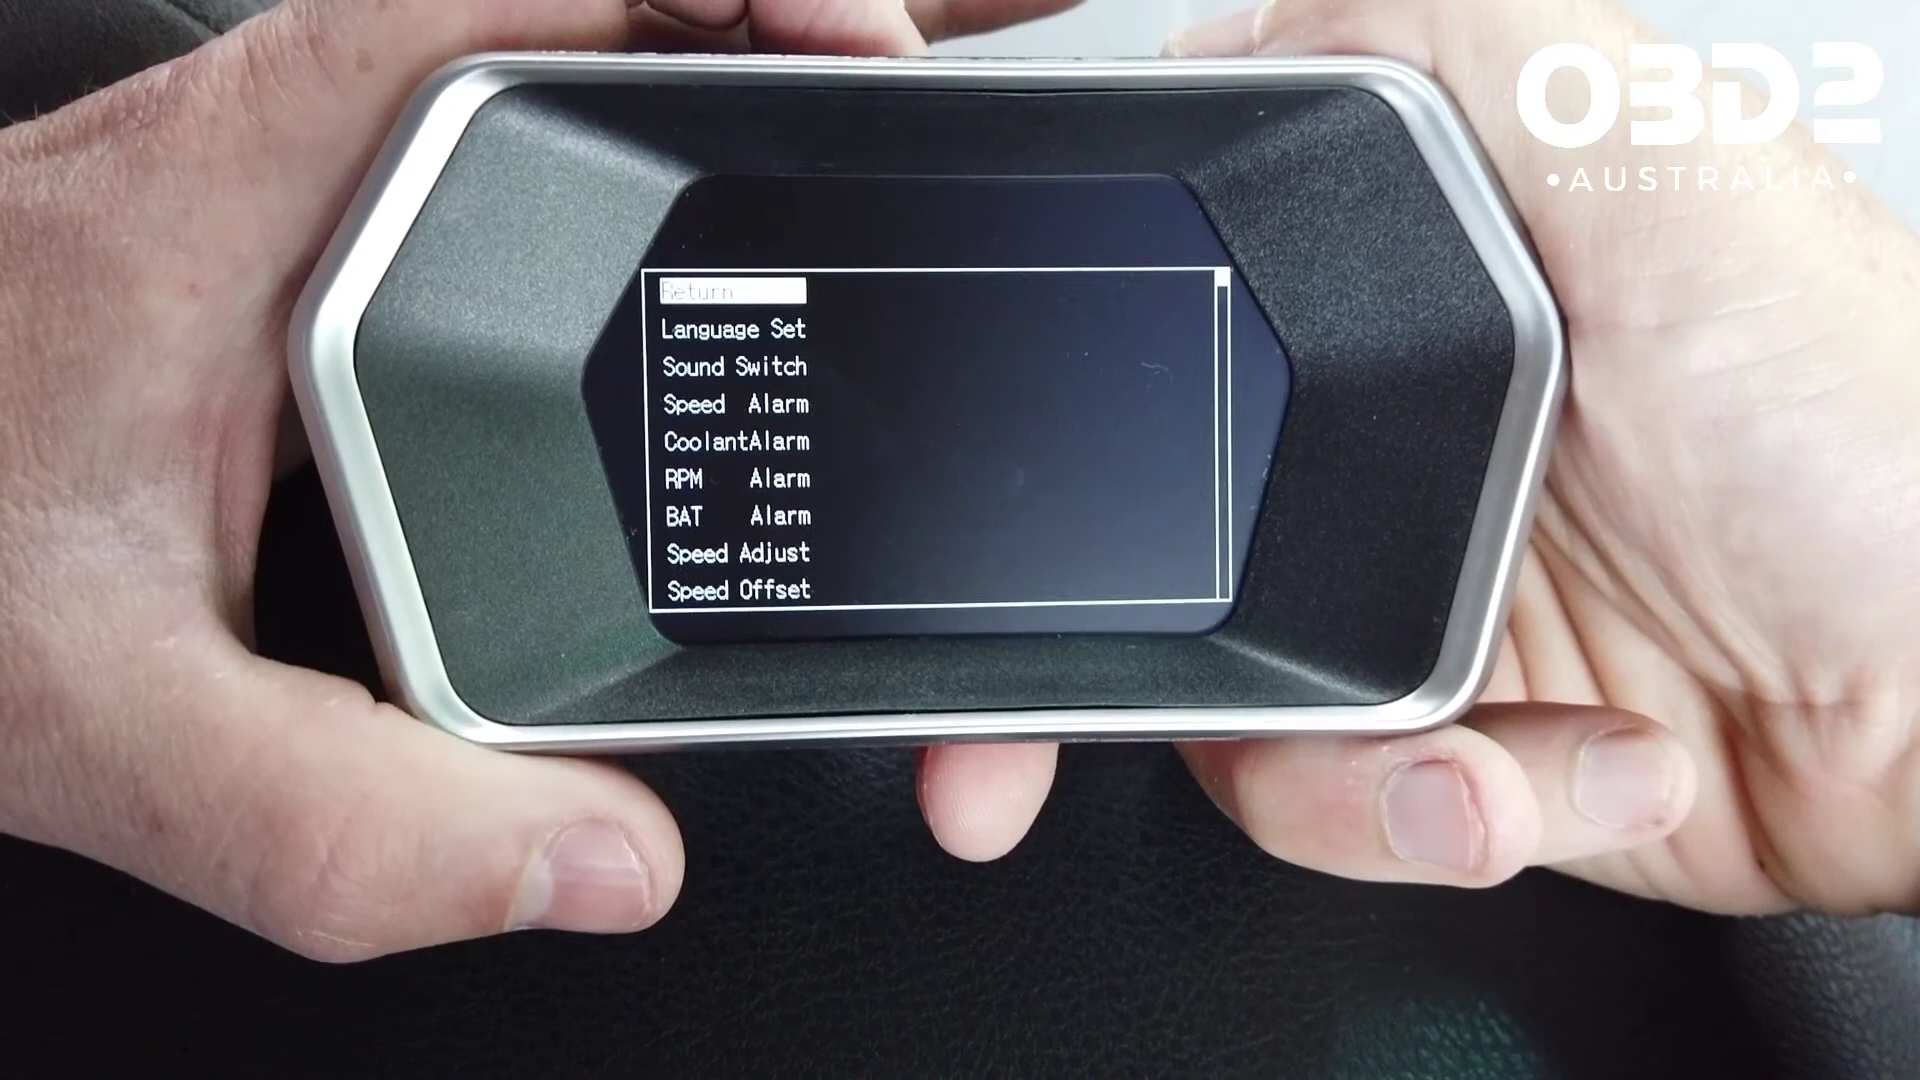 OBD2
•AUSTRALIA•
Return
Language Set
Sound Switch
Speed Alarm
CoolantAlarm
RPM Alarm
BAT Alarm
Speed Adjust
Speed Offset